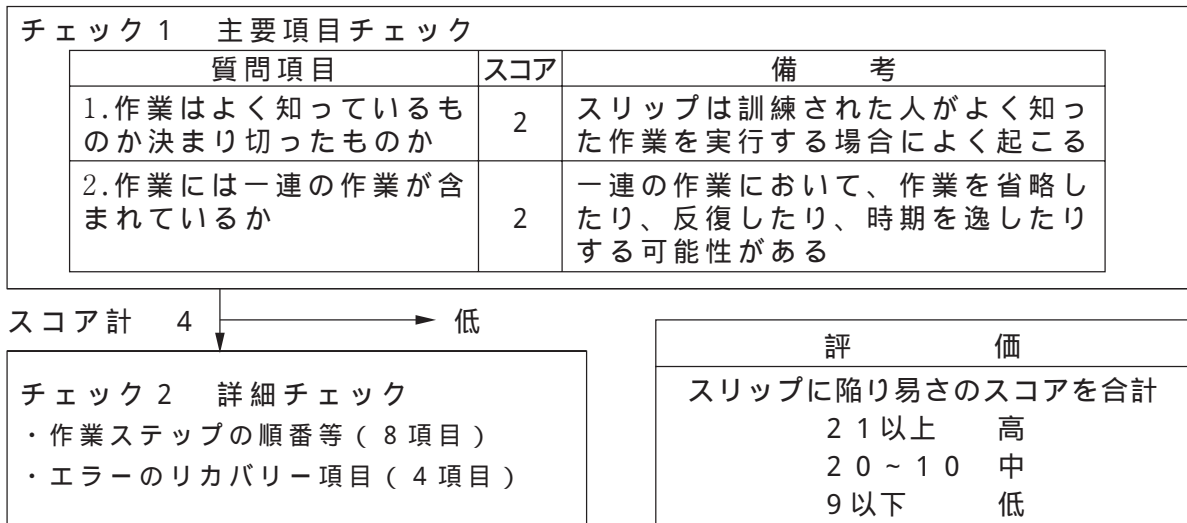 チェック1 主要項目チェック
質問項目 スコア 備 考
1.作業はよく知っているも
のか決まり切ったものか
2
スリップは訓練された人がよく知っ
た作業を実行する場合によく起こる
2.作業には一連の作業が含
まれているか
2
一連の作業において、作業を省略し
たり、反復したり、時期を逸したり
する可能性がある
スコア計 4
低
チェック2 詳細チェック
・作業ステップの順番等(8項目)
・エラーのリカバリー項目(4項目)
評 価
スリップに陥り易さのスコアを合計
21以上 高
20~10 中
9以下 低